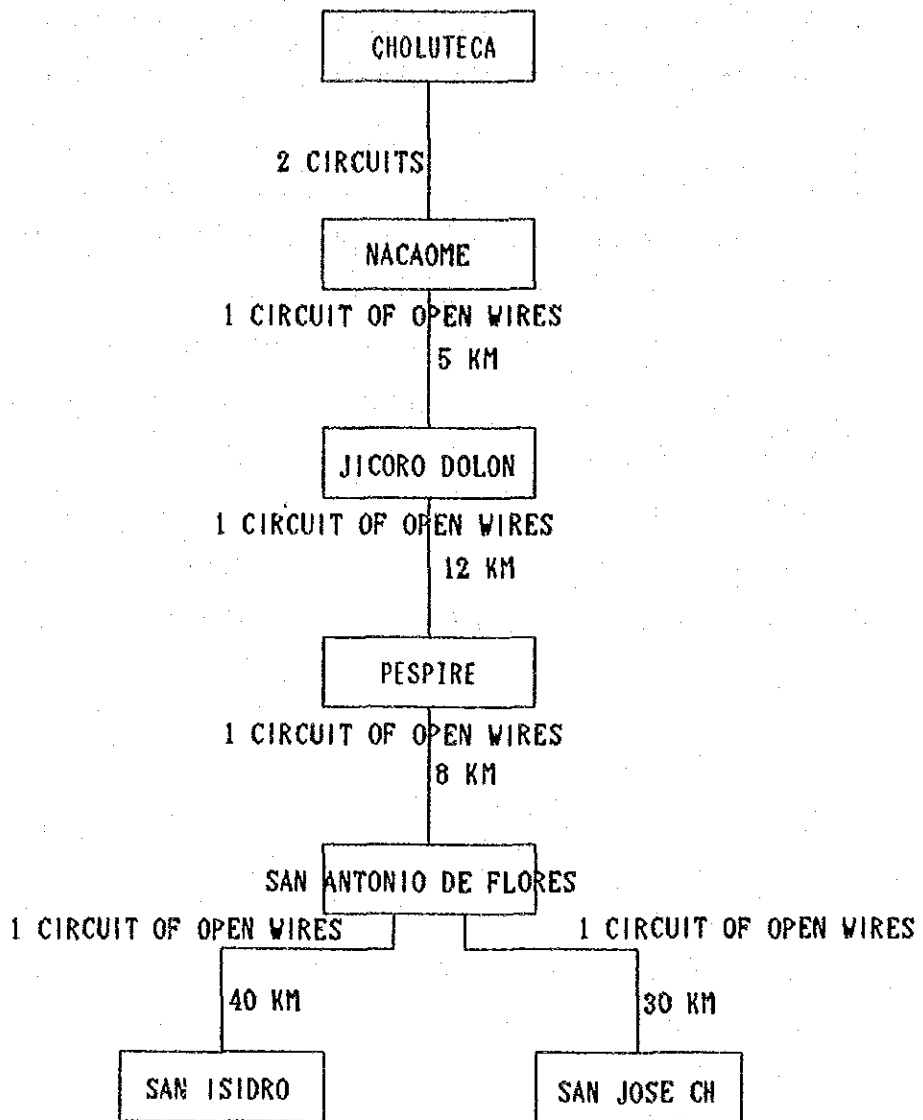 CHOLUTECA
2 CIRCUITS
NACAOME
1 CIRCUIT OF OPEN WIRES
5 KM
JICORO DOLON
1 CIRCUIT OF OPEN WIRES
12 KM
PESPIRE
1 CIRCUIT OF OPEN WIRES
8 KM
SAN ANTONIO DE FLORES
1 CIRCUIT OF OPEN WIRES
1 CIRCUIT OF OPEN WIRES
40 KM
30 KM
SAN ISIDRO
SAN JOSE CH